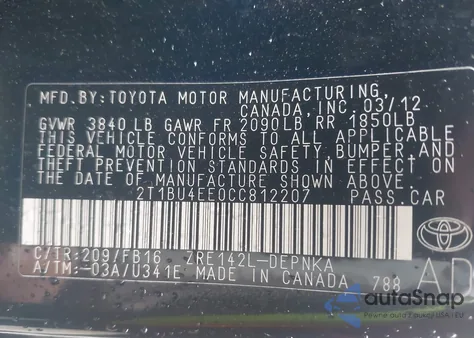 MFD. BY: TOYOTA MOTOR MANUFACTURING,
CANADA INC. 03/12
GVWR 3840 LB GAWR FR 2090LB, RR 1850LB
THIS VEHICLE CONFORMS TO ALL APPLICABLE
FEDERAL MOTOR VEHICLE SAFETY, BUMPER AND
THEFT PREVENTION STANDARDS IN EFFECT ON
THE DATE OF MANUFACTURE SHOWN ABOVE.
2T1BU4EE0CC812207 PASS.CAR
C/TR:209/FB16 ZRE142L-DEPNKA
A/TM:-03A/U341E MADE IN CANADA 788
TOYOTA
AD
autoSnap